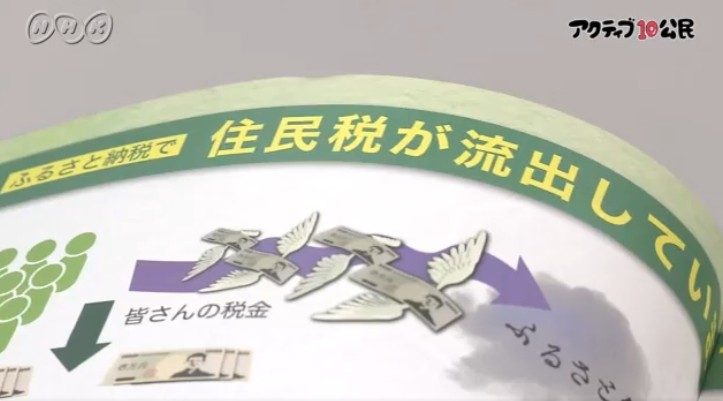 NHK
アクティブ10公民
ふるさと納税で
住民税が流出してい
皆さんの税金
ふるさと